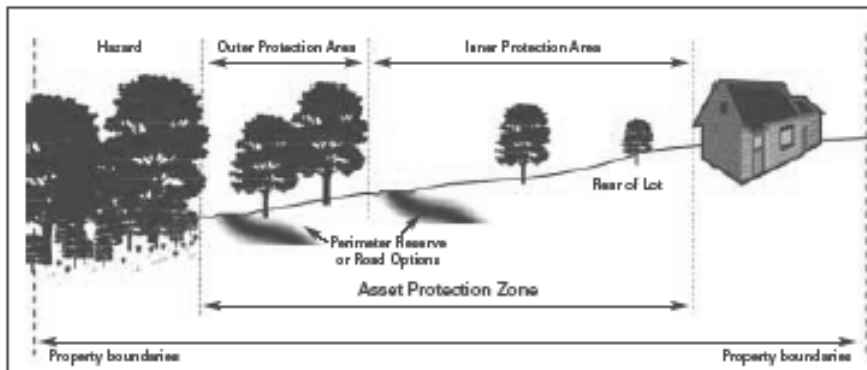 Hazard
Outer Protection Area
Inner Protection Area
Rear of Lot
Perimeter Reserve
or Road Options
Asset Protection Zone
Property boundaries
Property boundaries